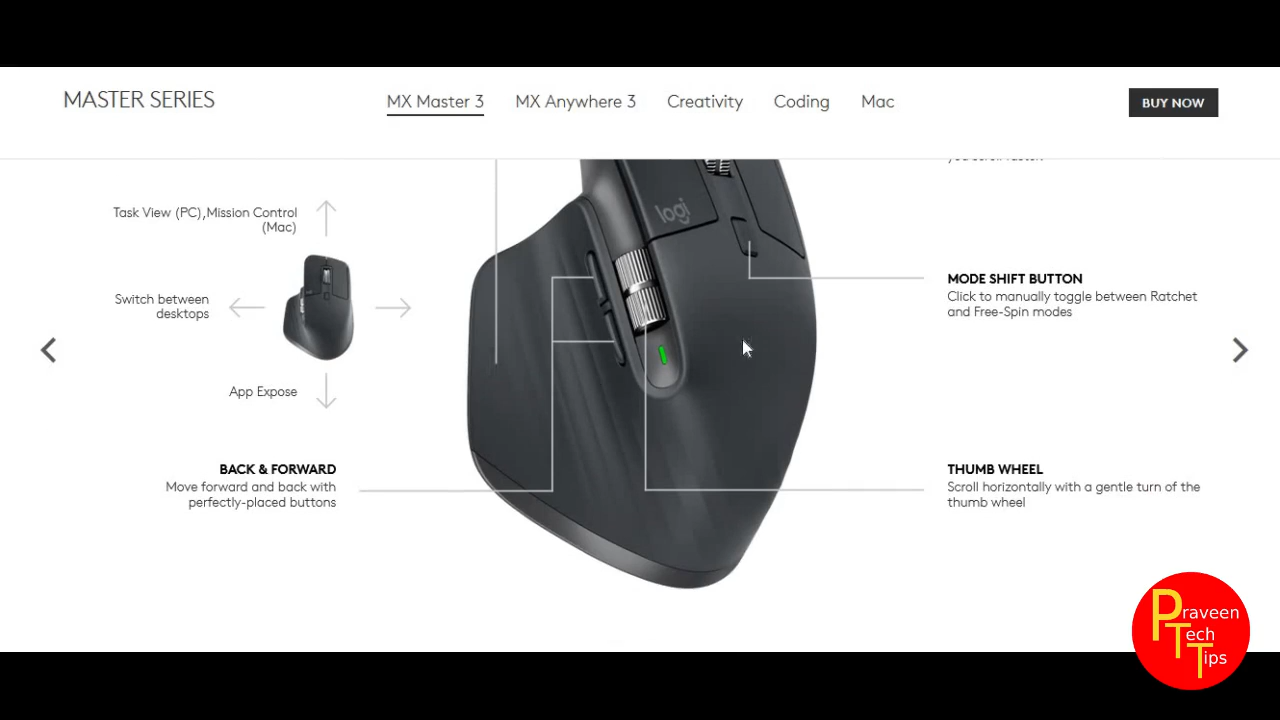 MASTER SERIES
MX Master 3
MX Anywhere 3
Creativity
Coding
Mac
BUY NOW
Task View (PC),Mission Control
(Mac)
Switch between
desktops
App Expose
BACK & FORWARD
Move forward and back with
perfectly-placed buttons
logi
MODE SHIFT BUTTON
Click to manually toggle between Ratchet
and Free-Spin modes
THUMB WHEEL
Scroll horizontally with a gentle turn of the
thumb wheel
Praveen
Tech
Tips